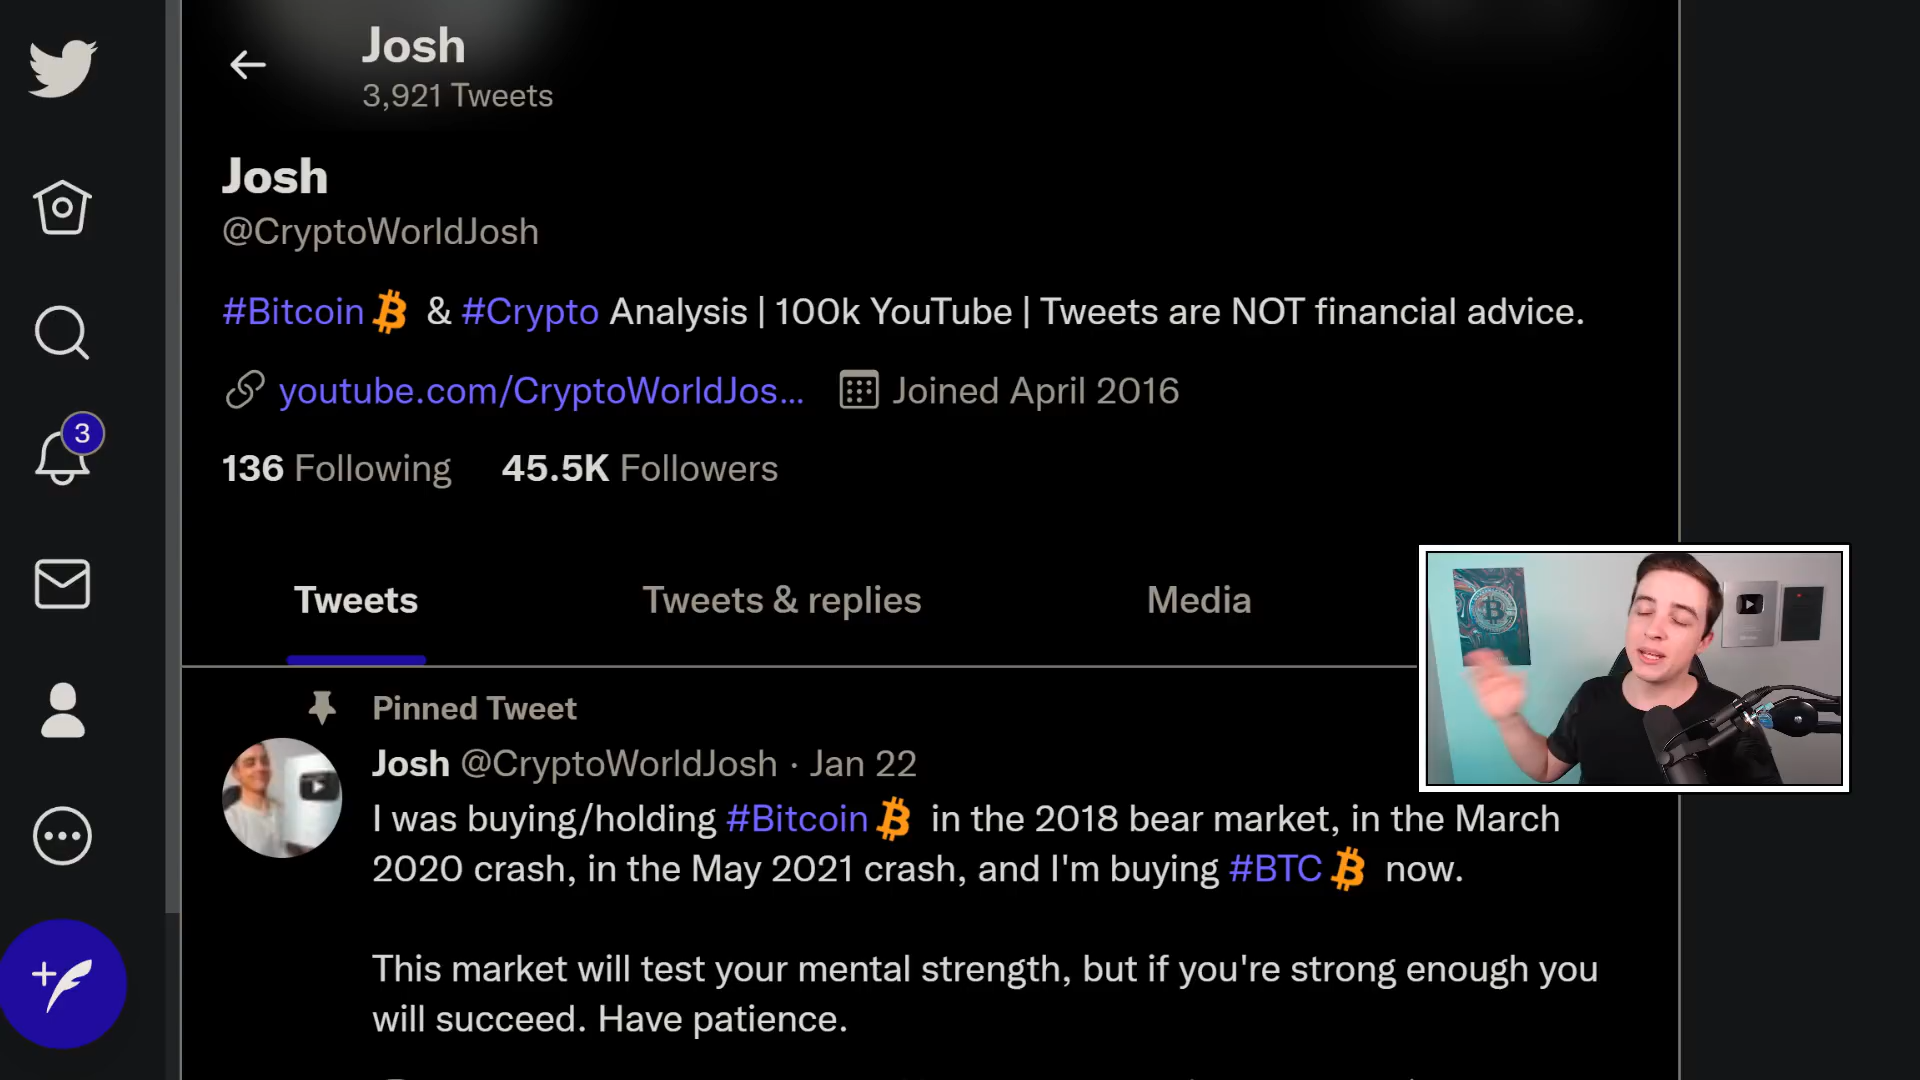 Josh
3,921 Tweets
Josh
@CryptoWorldJosh
#Bitcoin & #Crypto Analysis | 100k YouTube | Tweets are NOT financial advice.
youtube.com/CryptoWorldJos... Joined April 2016
136 Following 45.5K Followers
3
Tweets Tweets & replies Media
Pinned Tweet
Josh @CryptoWorldJosh · Jan 22
I was buying/holding #Bitcoin in the 2018 bear market, in the March
2020 crash, in the May 2021 crash, and I'm buying #BTC now.
This market will test your mental strength, but if you're strong enough you
will succeed. Have patience.